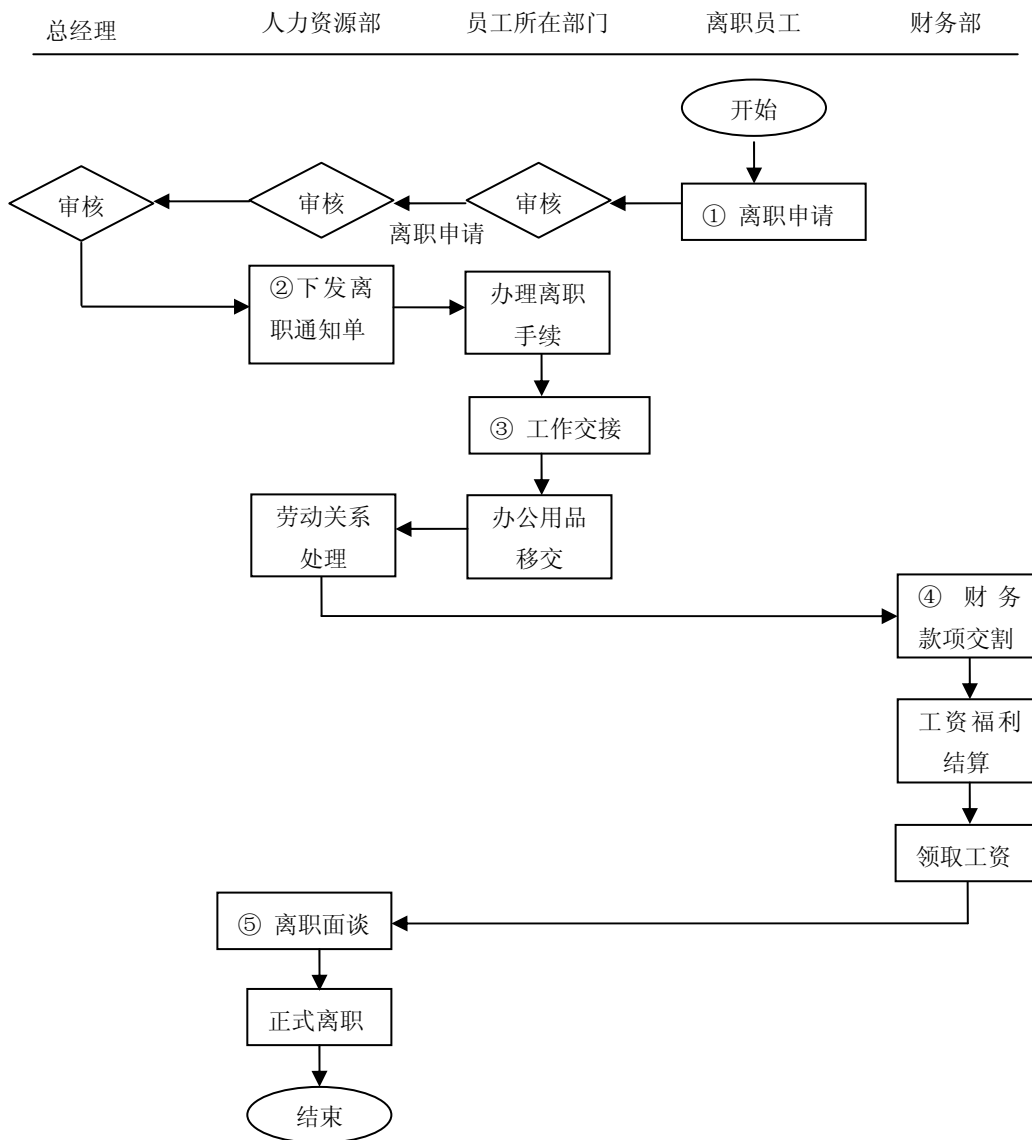 总经理 人力资源部 员工所在部门 离职员工 财务部
开始
审核 审核 审核 ① 离职申请
离职申请
②下发离
职通知单
办理离职
手续
③ 工作交接
劳动关系
处理
办公用品
移交
④ 财务
款项交割
工资福利
结算
领取工资
⑤ 离职面谈
正式离职
结束